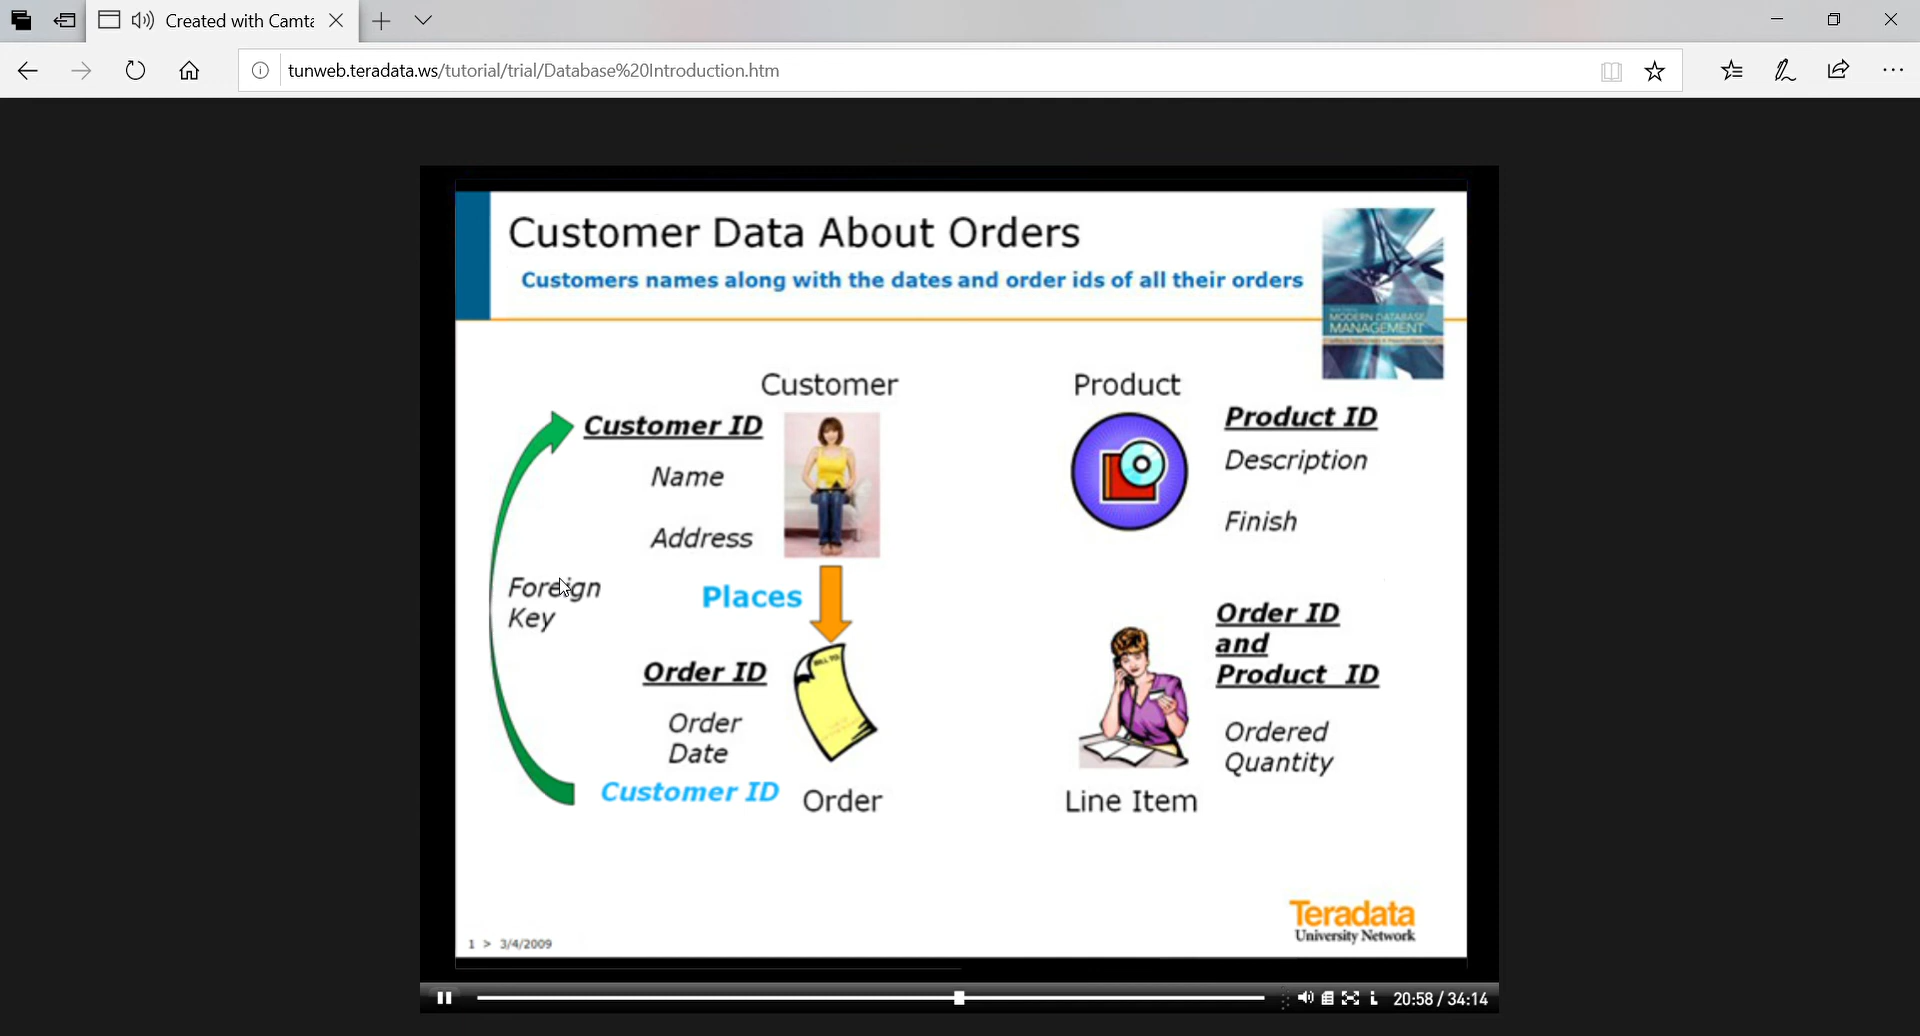 Created with Camta
tunweb.teradata.ws/tutorial/trial/Database%20Introduction.htm
Customer Data About Orders
Customers names along with the dates and order ids of all their orders
MODERN DATABASE
MANAGEMENT
Customer
Customer ID
Name
Address
Foreign
Key
Places
Order ID
Order
Date
Customer ID
Order
BILL TO:
Product
Product ID
Description
Finish
Order ID
and
Product ID
Ordered
Quantity
Line Item
Teradata
University Network
1 > 3/4/2009
20:58 / 34:14